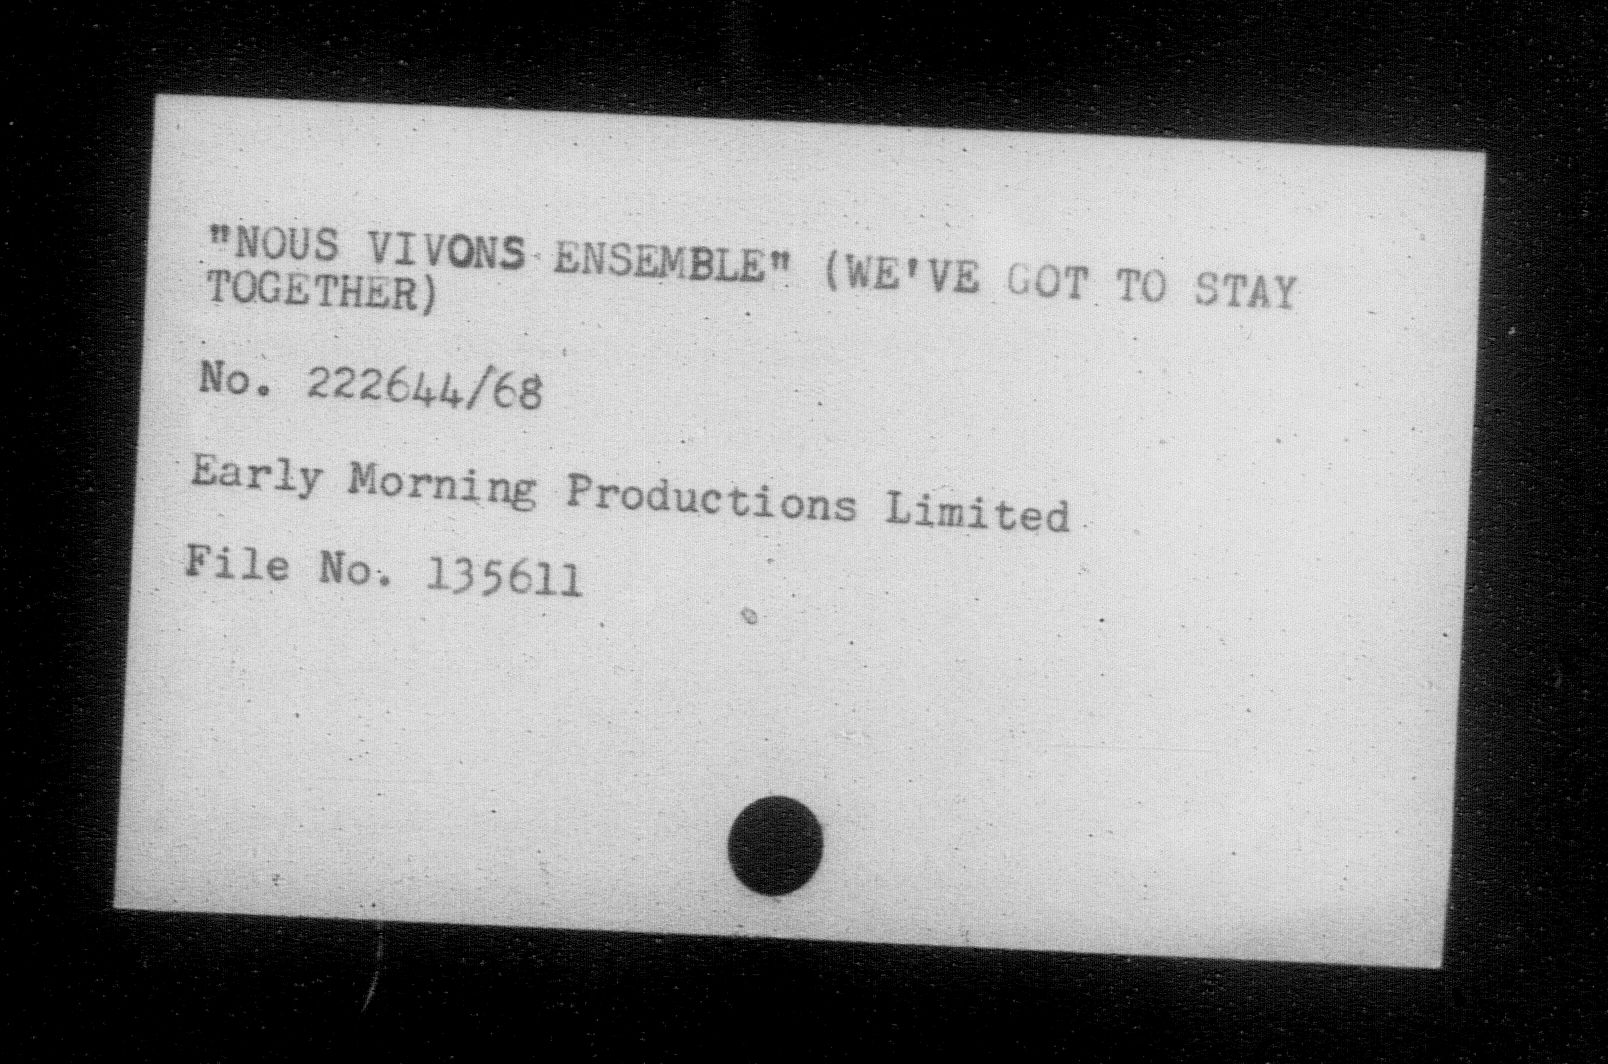 "NOUS VIVONS ENSEMBLE" (WE'VE GOT TO STAY
TOGETHER)
No. 222644/68
Early Morning Productions Limited
File No. 135611